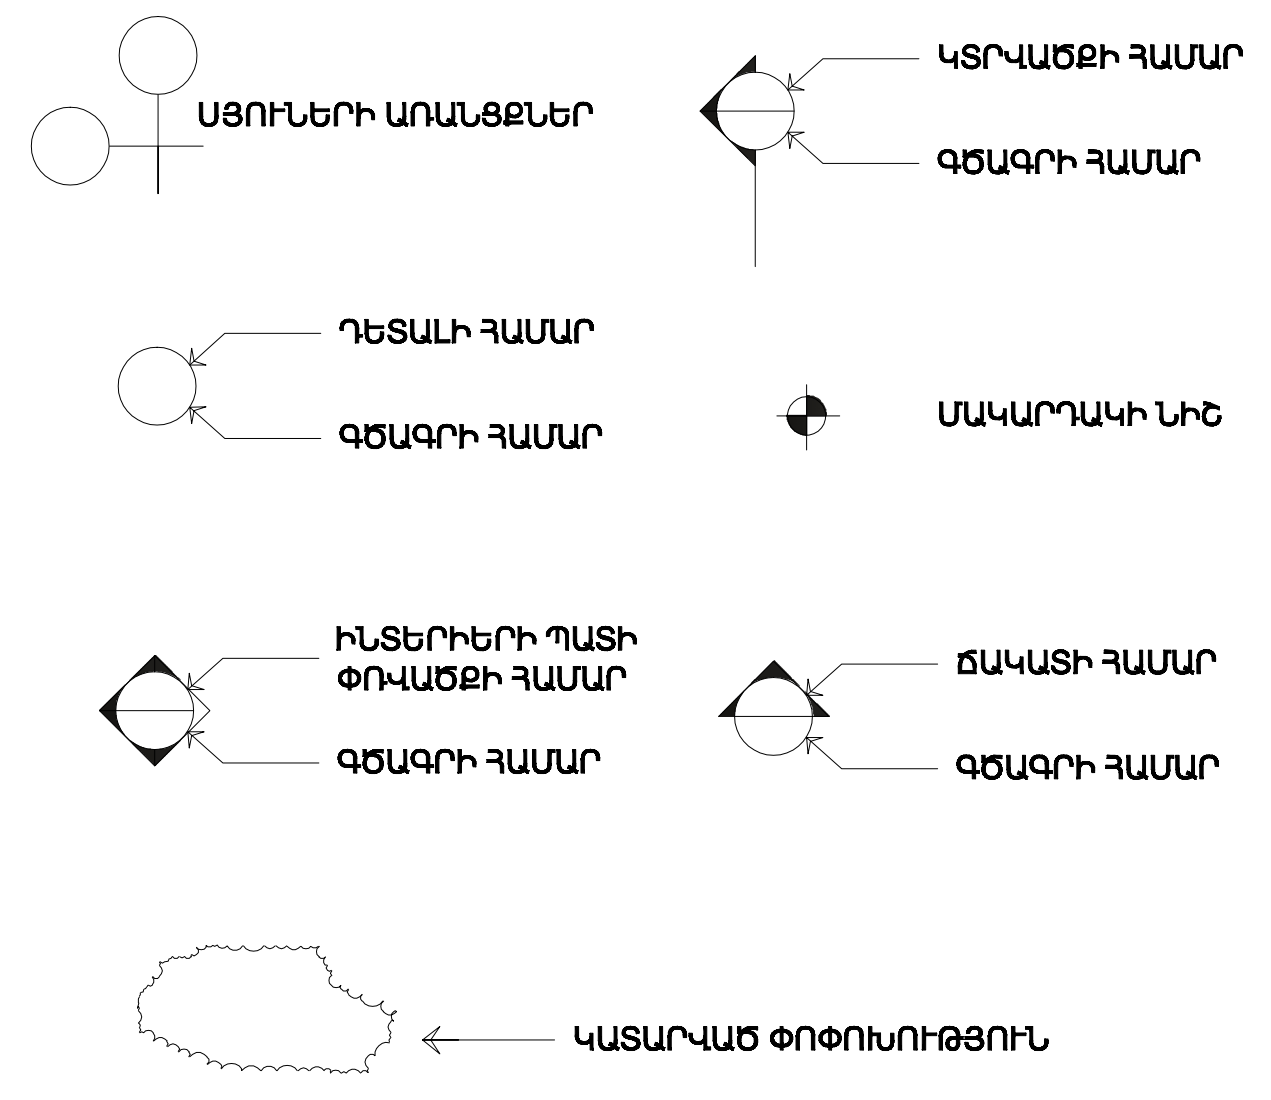 ՍՅՈՒՆԵՐԻ ԱՌԱՆՑՔՆԵՐ
ԿՏՐՎԱԾՔԻ ՀԱՄԱՐ
ԳԾԱԳՐԻ ՀԱՄԱՐ
ԴԵՏԱԼԻ ՀԱՄԱՐ
ԳԾԱԳՐԻ ՀԱՄԱՐ
ՄԱԿԱՐԴԱԿԻ ՆԻՇ
ԻՆՏԵՐԻԵՐԻ ՊԱՏԻ
ՓՌՎԱԾՔԻ ՀԱՄԱՐ
ԳԾԱԳՐԻ ՀԱՄԱՐ
ՃԱԿԱՏԻ ՀԱՄԱՐ
ԳԾԱԳՐԻ ՀԱՄԱՐ
ԿԱՏԱՐՎԱԾ ՓՈՓՈԽՈՒԹՅՈՒՆ